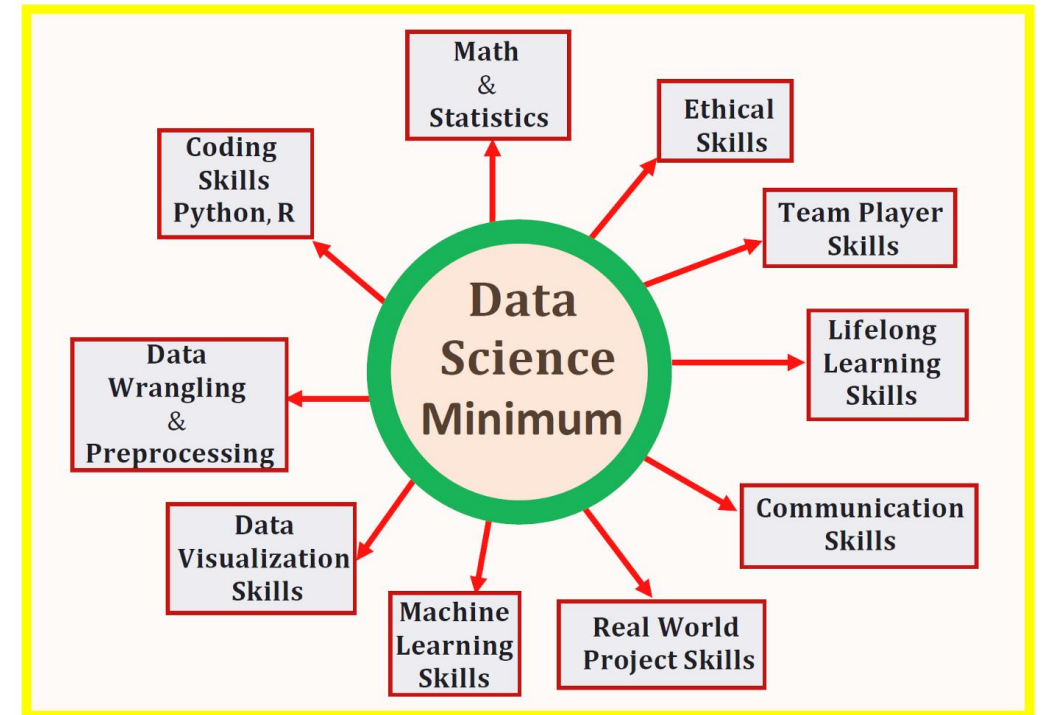 Math
&
Statistics
Ethical
Skills
Team Player
Skills
Lifelong
Learning
Skills
Communication
Skills
Real World
Project Skills
Machine
Learning
Skills
Data
Visualization
Skills
Data
Wrangling
&
Preprocessing
Coding
Skills
Python, R
Data
Science
Minimum